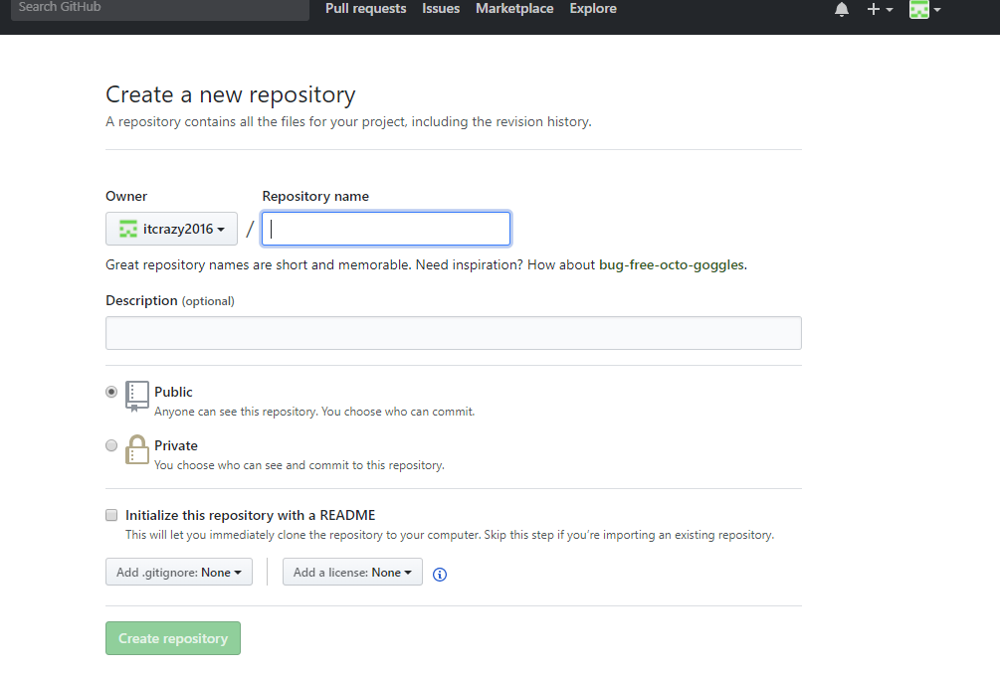 Search GitHub Pull requests Issues Marketplace Explore
Create a new repository
A repository contains all the files for your project, including the revision history.
Owner Repository name
itcrazy2016 /
Great repository names are short and memorable. Need inspiration? How about bug-free-octo-goggles.
Description (optional)
Public
Anyone can see this repository. You choose who can commit.
Private
You choose who can see and commit to this repository.
Initialize this repository with a README
This will let you immediately clone the repository to your computer. Skip this step if you're importing an existing repository.
Add .gitignore: None Add a license: None
Create repository